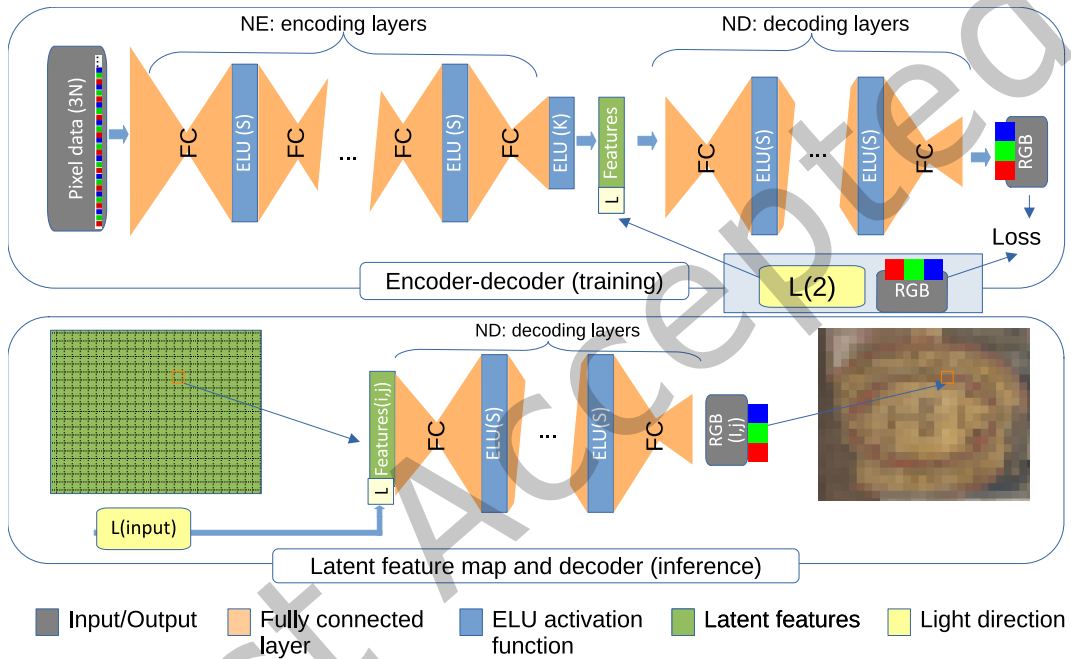 NE: encoding layers
ND: decoding layers
Pixel data (3N)
...
FC
ELU (S)
FC
...
FC
ELU (S)
FC
ELU (K)
Features
L
FC
ELU(S)
...
ELU(S)
FC
RGB
Loss
L(2)
RGB
Encoder-decoder (training)
ND: decoding layers
Features(i,j)
L
FC
ELU(S)
...
ELU(S)
FC
RGB
(I,j)
L(input)
Latent feature map and decoder (inference)
Input/Output
Fully connected
layer
ELU activation
function
Latent features
Light direction
st Accepted